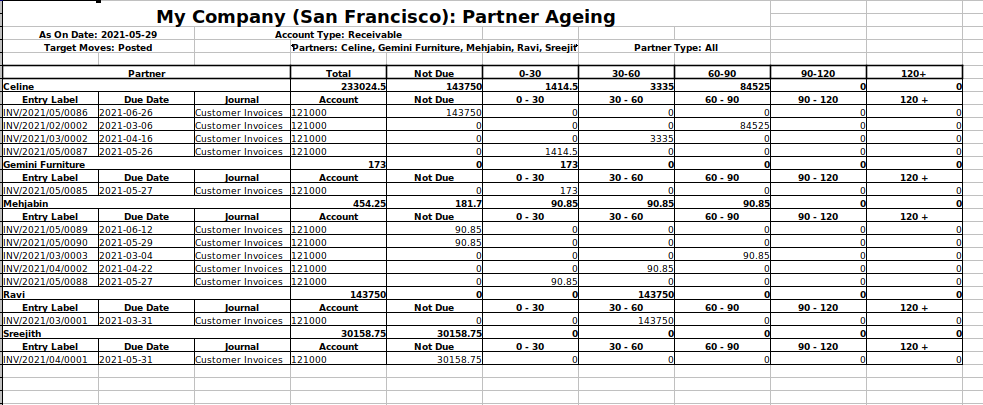 My Company (San Francisco): Partner Ageing
As On Date: 2021-05-29 Account Type: Receivable
Target Moves: Posted Partners: Celine, Gemini Furniture, Mehjabin, Ravi, Sreejit Partner Type: All
Partner Total Not Due 0-30 30-60 60-90 90-120 120+
Celine 233024.5 143750 1414.5 3335 84525 0 0
Entry Label Due Date Journal Account Not Due 0 - 30 30 - 60 60 - 90 90 - 120 120 +
INV/2021/05/0086 2021-06-26 Customer Invoices 121000 143750 0 0 0 0 0
INV/2021/02/0002 2021-03-06 Customer Invoices 121000 0 0 0 84525 0 0
INV/2021/03/0002 2021-04-16 Customer Invoices 121000 0 0 3335 0 0 0
INV/2021/05/0087 2021-05-26 Customer Invoices 121000 0 1414.5 0 0 0 0
Gemini Furniture 173 0 173 0 0 0 0
Entry Label Due Date Journal Account Not Due 0 - 30 30 - 60 60 - 90 90 - 120 120 +
INV/2021/05/0085 2021-05-27 Customer Invoices 121000 0 173 0 0 0 0
Mehjabin 454.25 181.7 90.85 90.85 90.85 0 0
Entry Label Due Date Journal Account Not Due 0 - 30 30 - 60 60 - 90 90 - 120 120 +
INV/2021/05/0089 2021-06-12 Customer Invoices 121000 90.85 0 0 0 0 0
INV/2021/05/0090 2021-05-29 Customer Invoices 121000 90.85 0 0 0 0 0
INV/2021/03/0003 2021-03-04 Customer Invoices 121000 0 0 0 90.85 0 0
INV/2021/04/0002 2021-04-22 Customer Invoices 121000 0 0 90.85 0 0 0
INV/2021/05/0088 2021-05-27 Customer Invoices 121000 0 90.85 0 0 0 0
Ravi 143750 0 0 143750 0 0 0
Entry Label Due Date Journal Account Not Due 0 - 30 30 - 60 60 - 90 90 - 120 120 +
INV/2021/03/0001 2021-03-31 Customer Invoices 121000 0 0 143750 0 0 0
Sreejith 30158.75 30158.75 0 0 0 0 0
Entry Label Due Date Journal Account Not Due 0 - 30 30 - 60 60 - 90 90 - 120 120 +
INV/2021/04/0001 2021-05-31 Customer Invoices 121000 30158.75 0 0 0 0 0